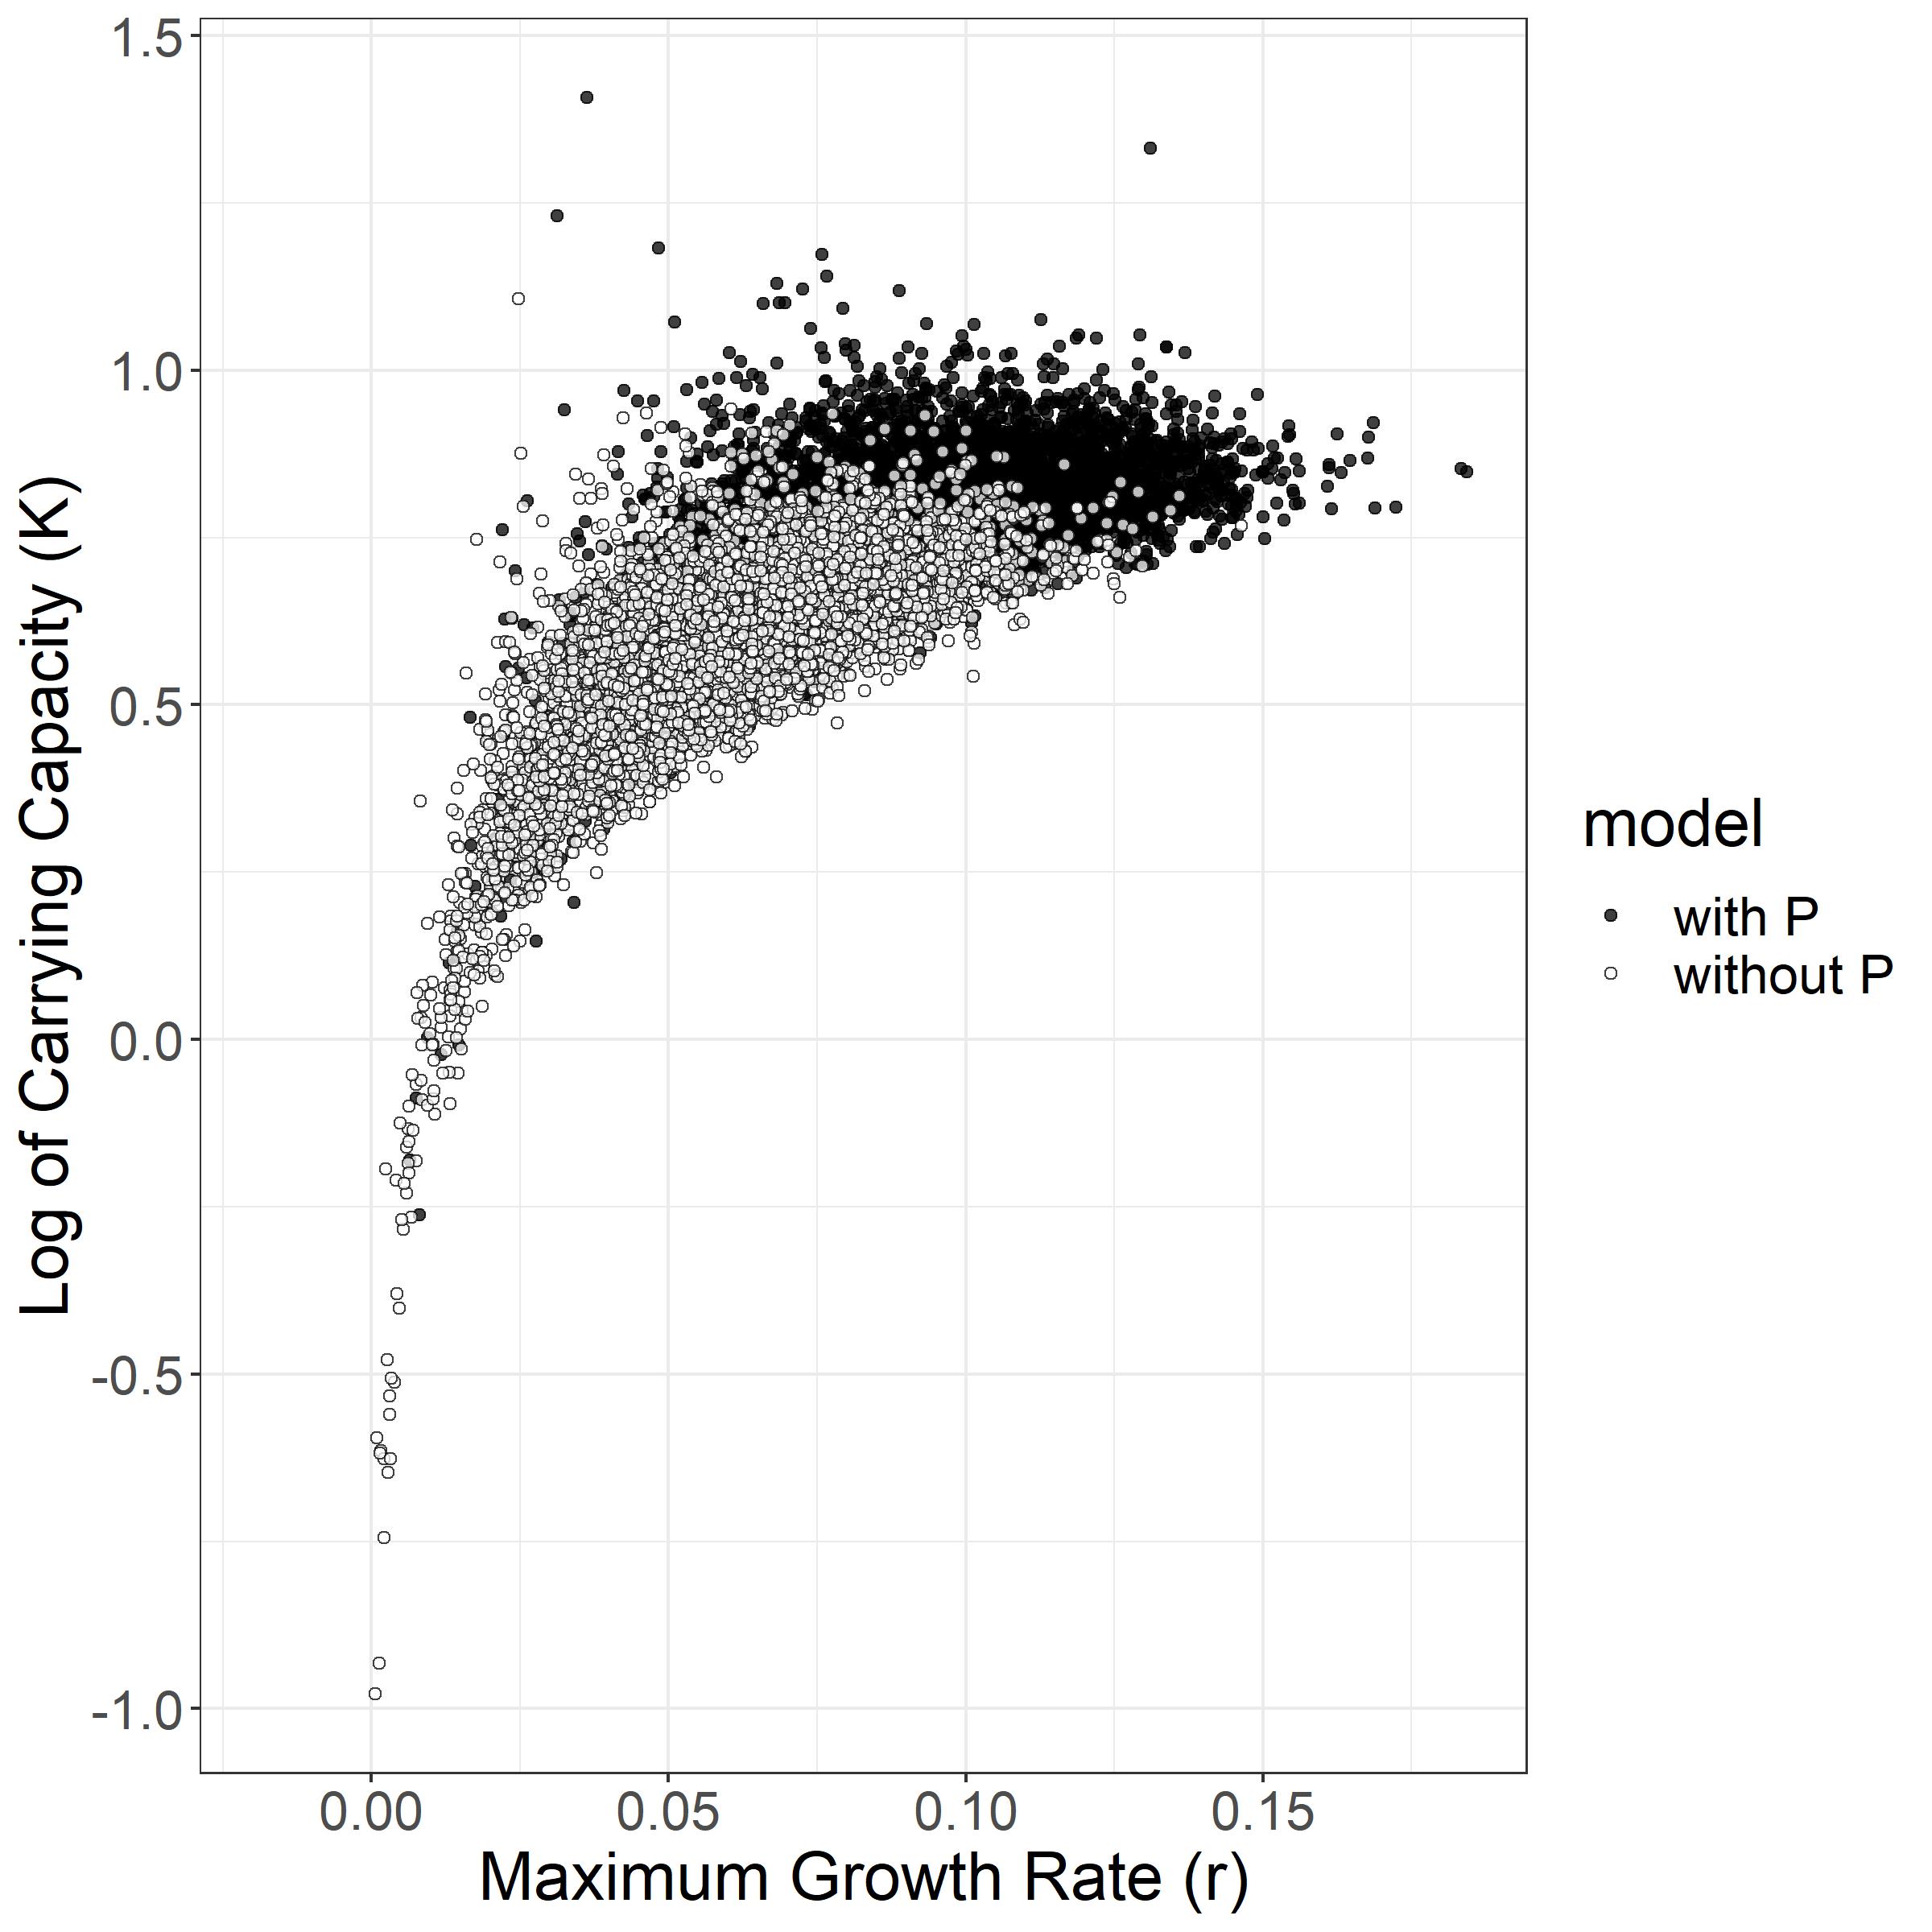 1.5
1.0
0.5
0.0
-0.5
-1.0
Log of Carrying Capacity (K)
0.00 0.05 0.10 0.15
Maximum Growth Rate (r)
model
with P
without P